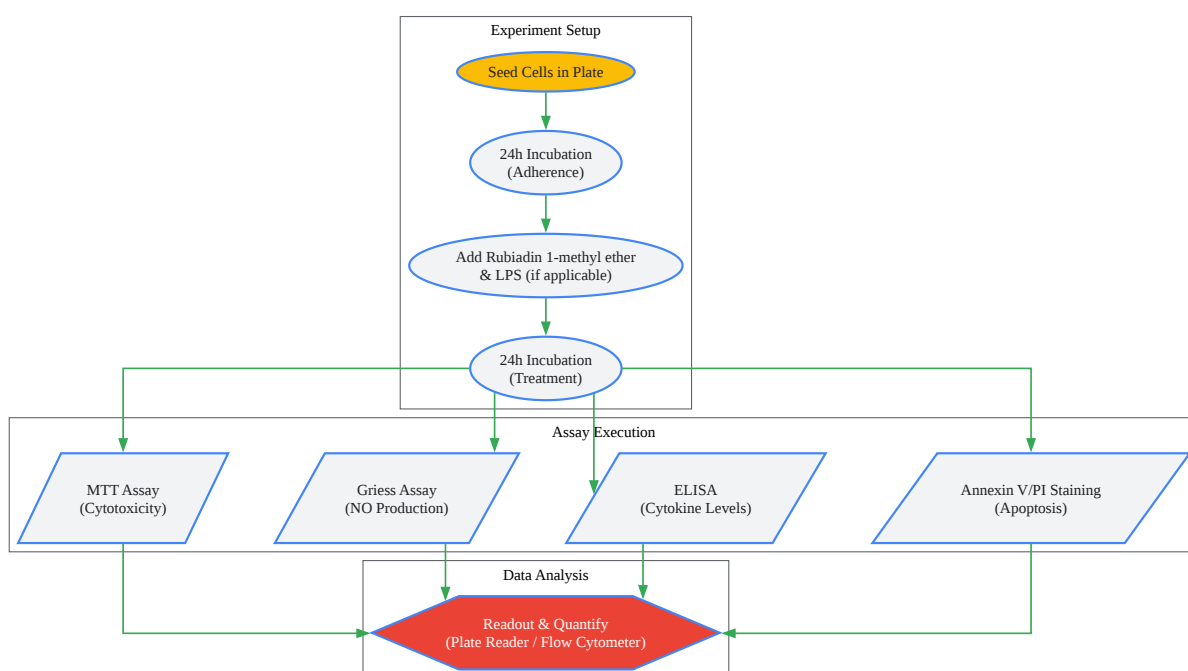 Experiment Setup
Seed Cells in Plate
24h Incubation
(Adherence)
Add Rubiadin 1-methyl ether
& LPS (if applicable)
24h Incubation
(Treatment)
Assay Execution
MTT Assay
(Cytotoxicity)
Griess Assay
(NO Production)
ELISA
(Cytokine Levels)
Annexin V/PI Staining
(Apoptosis)
Data Analysis
Readout & Quantify
(Plate Reader / Flow Cytometer)